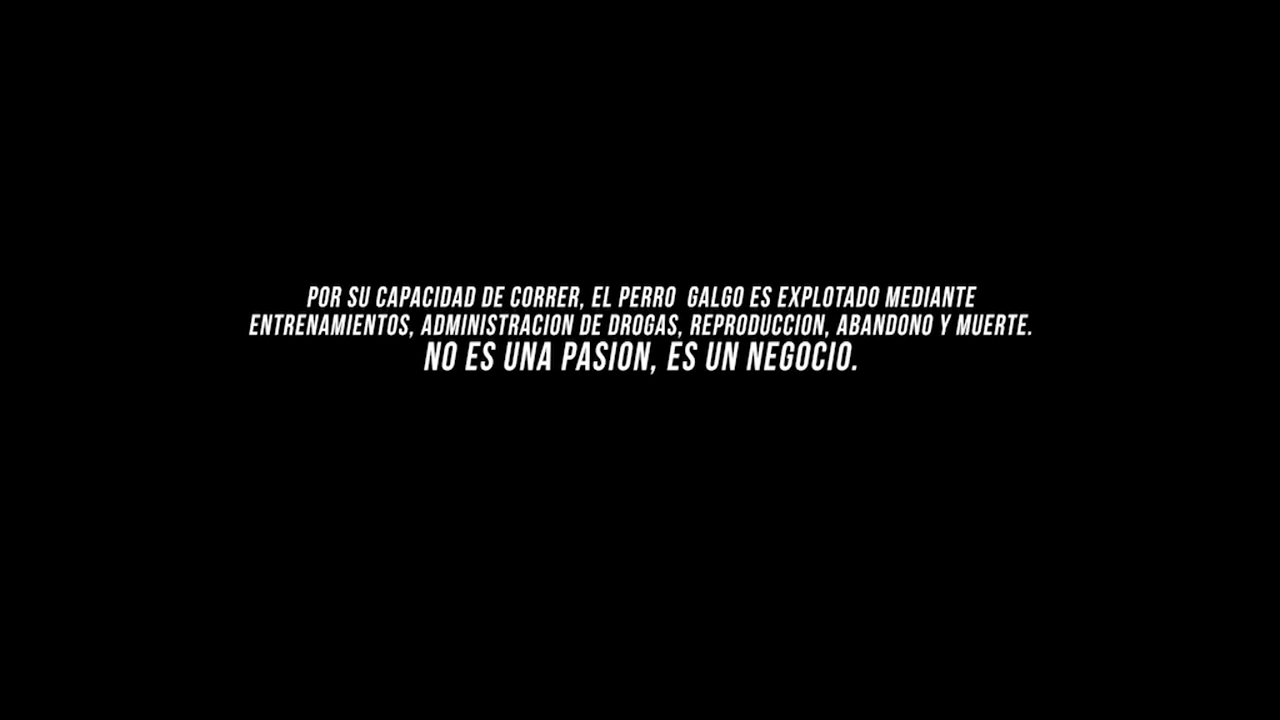 POR SU CAPACIDAD DE CORRER, EL PERRO  GALGO ES EXPLOTADO MEDIANTE
ENTRENAMIENTOS, ADMINISTRACION DE DROGAS, REPRODUCCION, ABANDONO Y MUERTE.
NO ES UNA PASION, ES UN NEGOCIO.